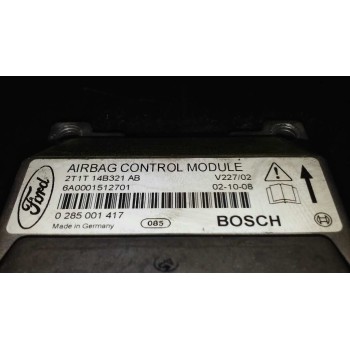 Ford
AIRBAG CONTROL MODULE
2T1T 14B321 AB V227/02
6A0001512701 02-10-08
0 285 001 417 085 BOSCH
Made in Germany